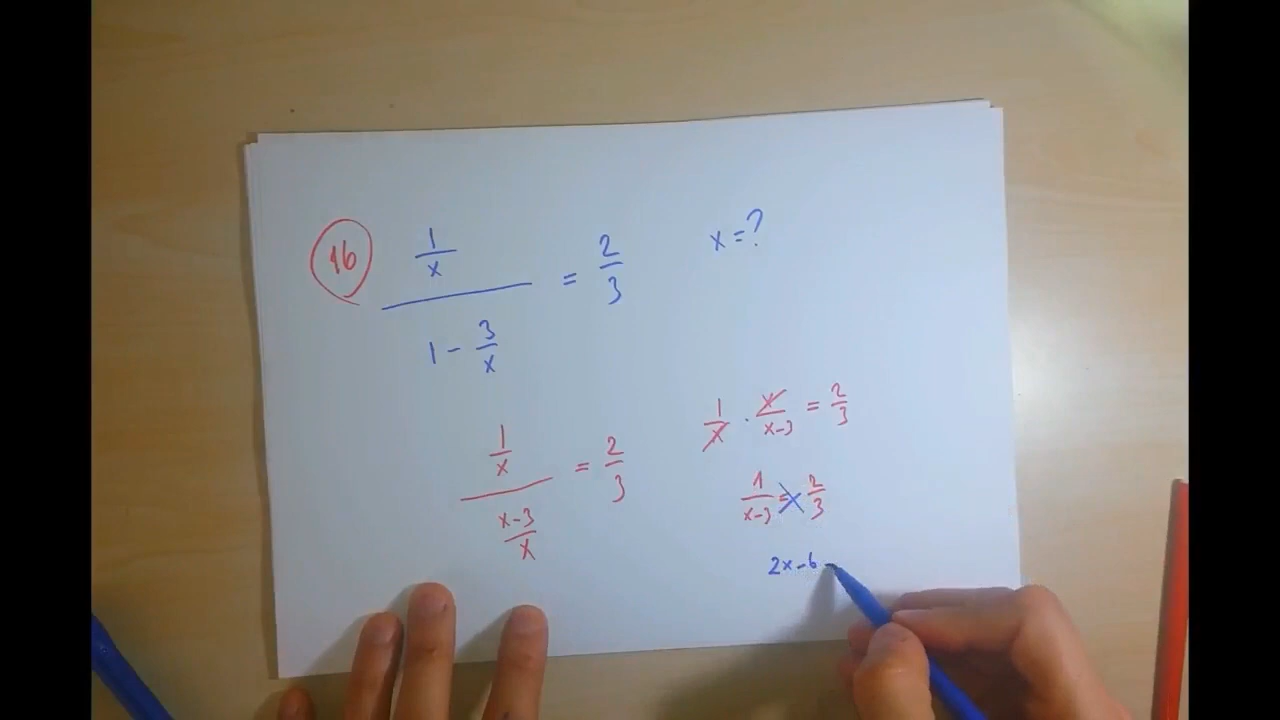 16
1/x / (1 - 3/x) = 2/3
x = ?
1/x / ((x-3)/x) = 2/3
1/x · x/(x-3) = 2/3
1/(x-3) = 2/3
2x-6